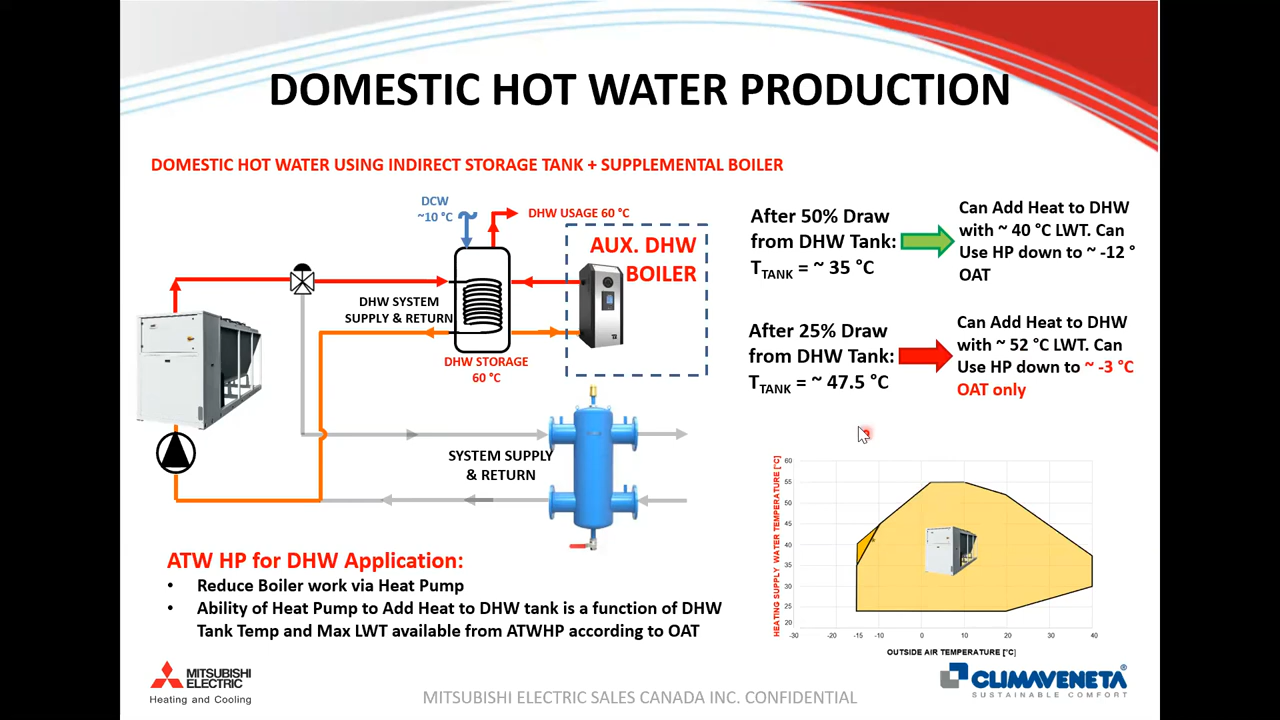 DOMESTIC HOT WATER PRODUCTION
DOMESTIC HOT WATER USING INDIRECT STORAGE TANK + SUPPLEMENTAL BOILER
DCW
~10 °C
DHW USAGE 60 °C
AUX. DHW
BOILER
DHW SYSTEM
SUPPLY & RETURN
DHW STORAGE
60 °C
SYSTEM SUPPLY
& RETURN
After 50% Draw
from DHW Tank:
TTANK = ~ 35 °C
Can Add Heat to DHW
with ~ 40 °C LWT. Can
Use HP down to ~ -12 °
OAT
After 25% Draw
from DHW Tank:
TTANK = ~ 47.5 °C
Can Add Heat to DHW
with ~ 52 °C LWT. Can
Use HP down to ~ -3 °C
OAT only
HEATING SUPPLY WATER TEMPERATURE [°C]
60
55
50
45
40
35
30
25
20
-30 -20 -15 -10 0 10 20 30 40
OUTSIDE AIR TEMPERATURE [°C]
ATW HP for DHW Application:
• Reduce Boiler work via Heat Pump
• Ability of Heat Pump to Add Heat to DHW tank is a function of DHW
Tank Temp and Max LWT available from ATWHP according to OAT
MITSUBISHI
ELECTRIC
Heating and Cooling
MITSUBISHI ELECTRIC SALES CANADA INC. CONFIDENTIAL
CLIMAVENETA®
SUSTAINABLE COMFORT